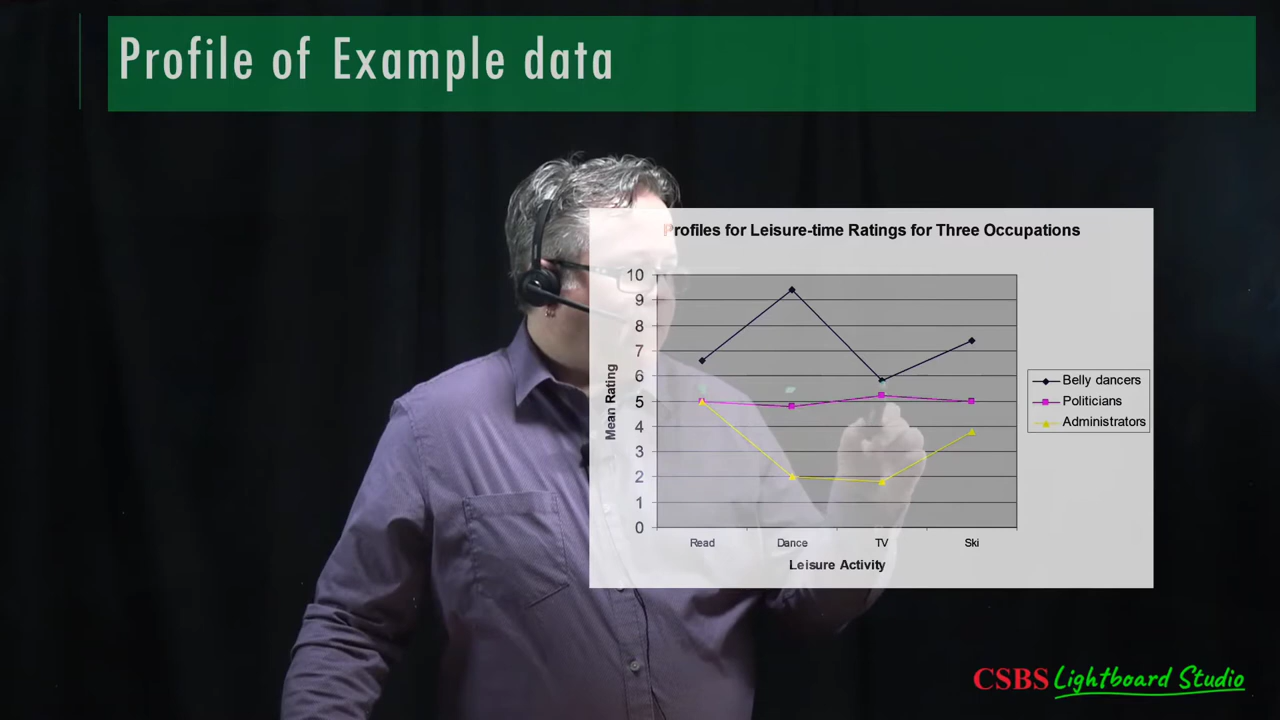 Profile of Example data
Profiles for Leisure-time Ratings for Three Occupations
10
9
8
7
6
5
4
3
2
1
0
Mean Rating
Read Dance TV Ski
Leisure Activity
Belly dancers
Politicians
Administrators
CSBS Lightboard Studio